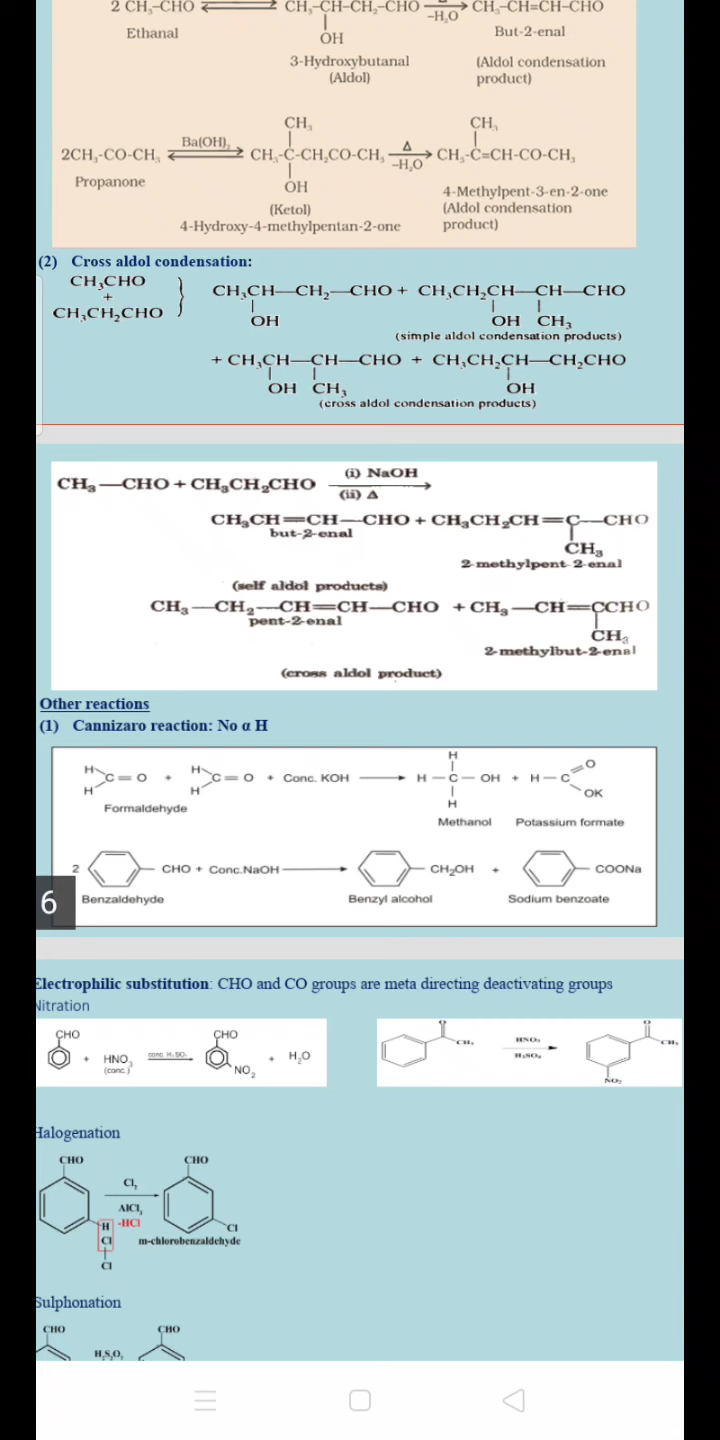 2 CH₃-CHO ⇌ CH₃-CH-CH₂-CHO → CH₃-CH=CH-CHO
-H₂O
OH
Ethanal
But-2-enal
3-Hydroxybutanal
(Aldol)
(Aldol condensation
product)
CH₃ CH₃
2CH₃-CO-CH₃ Ba(OH)₂ ⇌ CH₃-C-CH₂CO-CH₃ Δ -H₂O → CH₃-C=CH-CO-CH₃
Propanone
OH
(Ketol)
4-Hydroxy-4-methylpentan-2-one
4-Methylpent-3-en-2-one
(Aldol condensation
product)
(2) Cross aldol condensation:
CH₃CHO
+
CH₃CH₂CHO } CH₃CH—CH₂—CHO + CH₃CH₂CH—CH—CHO
OH OH CH₃
(simple aldol condensation products)
+ CH₃CH—CH—CHO + CH₃CH₂CH—CH₂CHO
OH CH₃ OH
(cross aldol condensation products)
CH₃—CHO + CH₃CH₂CHO (i) NaOH (ii) Δ →
CH₃CH=CH—CHO + CH₃CH₂CH=C—CHO
but-2-enal CH₃
2-methylpent-2-enal
(self aldol products)
CH₃—CH₂—CH=CH—CHO + CH₃—CH=CCHO
pent-2-enal CH₃
2-methylbut-2-enal
(cross aldol product)
Other reactions
(1) Cannizaro reaction: No α H
H H H
C=O + C=O + Conc. KOH → H-C-OH + H-C O
H H H OK
Formaldehyde
Methanol Potassium formate
2 CHO + Conc.NaOH → CH₂OH + COONa
6
Benzaldehyde Benzyl alcohol Sodium benzoate
Electrophilic substitution: CHO and CO groups are meta directing deactivating groups
Nitration
CHO CHO
+ HNO₃ conc. H₂SO₄ + H₂O
(conc.) NO₂
O O
CH₃ HNO₃ CH₃
H₂SO₄
NO₂
Halogenation
CHO CHO
Cl₂
AlCl₃
H -HCl
Cl Cl
m-chlorobenzaldehyde
Cl
Sulphonation
CHO CHO
H₂S₂O₇